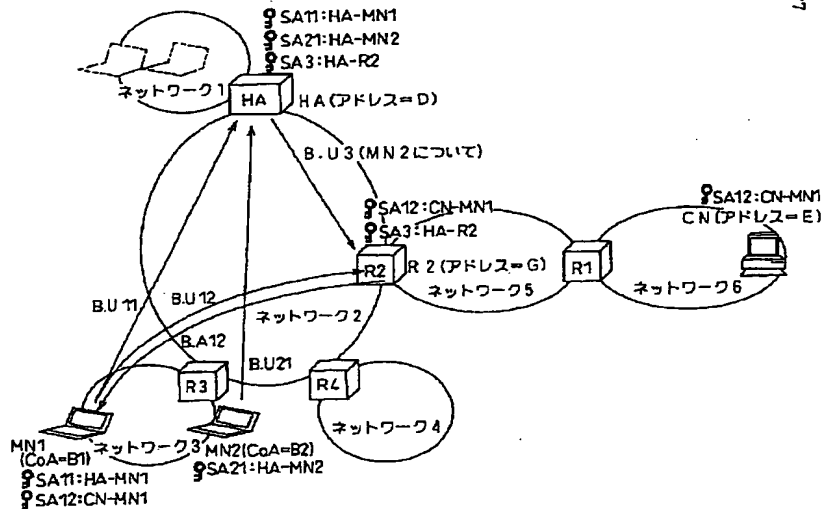 SA11:HA-MN1
SA21:HA-MN2
SA3:HA-R2
ネットワーク1
HA
HA(アドレス=D)
B.U3(MN2について)
SA12:CN-MN1
SA3:HA-R2
SA12:CN-MN1
CN(アドレス=E)
R2
R2(アドレス=G)
R1
ネットワーク5
ネットワーク6
B.U11
B.U12
ネットワーク2
B.A12
B.U21
R3
R4
ネットワーク4
MN1
(CoA=B1)
ネットワーク3
MN2(CoA=B2)
SA11:HA-MN1
SA21:HA-MN2
SA12:CN-MN1